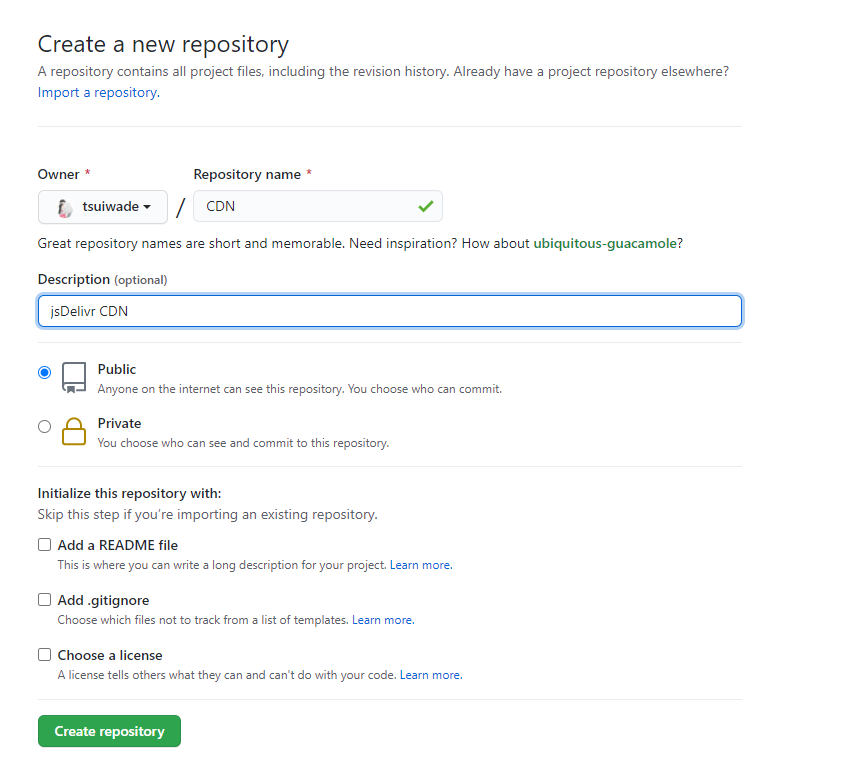 Create a new repository
A repository contains all project files, including the revision history. Already have a project repository elsewhere?
Import a repository.
Owner * Repository name *
tsuiwade / CDN
Great repository names are short and memorable. Need inspiration? How about ubiquitous-guacamole?
Description (optional)
jsDelivr CDN
Public
Anyone on the internet can see this repository. You choose who can commit.
Private
You choose who can see and commit to this repository.
Initialize this repository with:
Skip this step if you're importing an existing repository.
Add a README file
This is where you can write a long description for your project. Learn more.
Add .gitignore
Choose which files not to track from a list of templates. Learn more.
Choose a license
A license tells others what they can and can't do with your code. Learn more.
Create repository